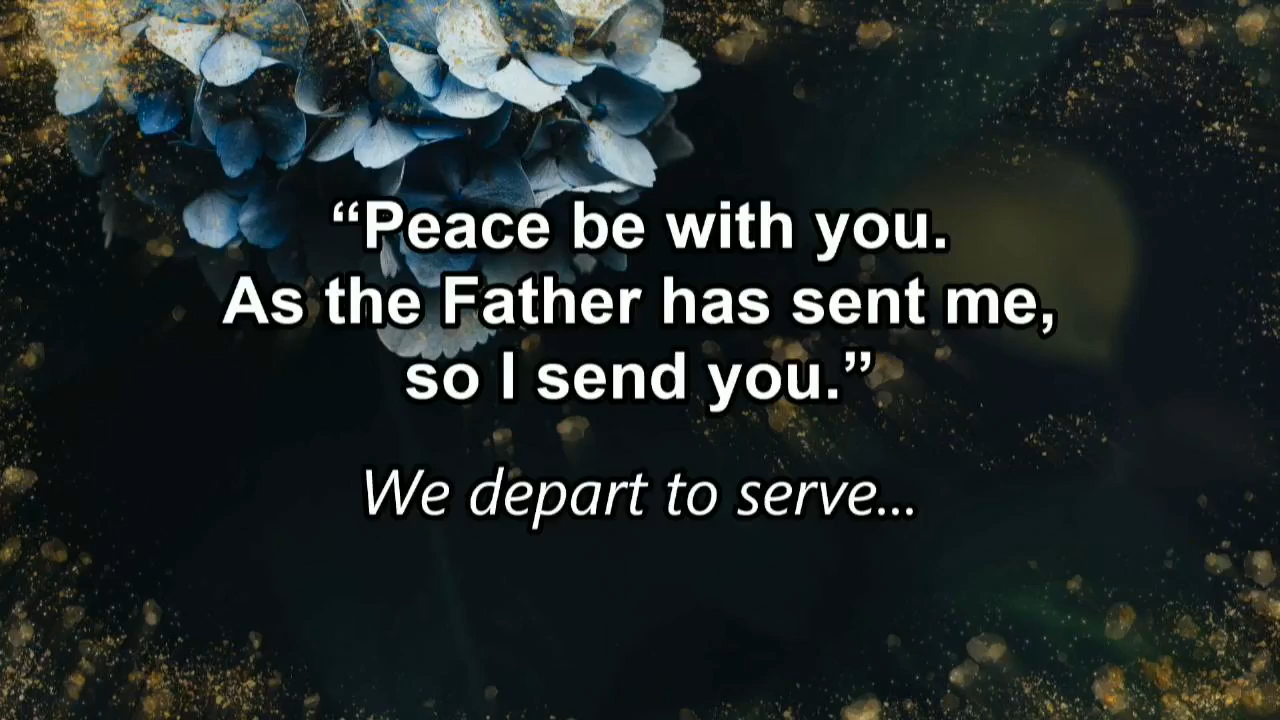 “Peace be with you.
As the Father has sent me,
so I send you.”
We depart to serve...